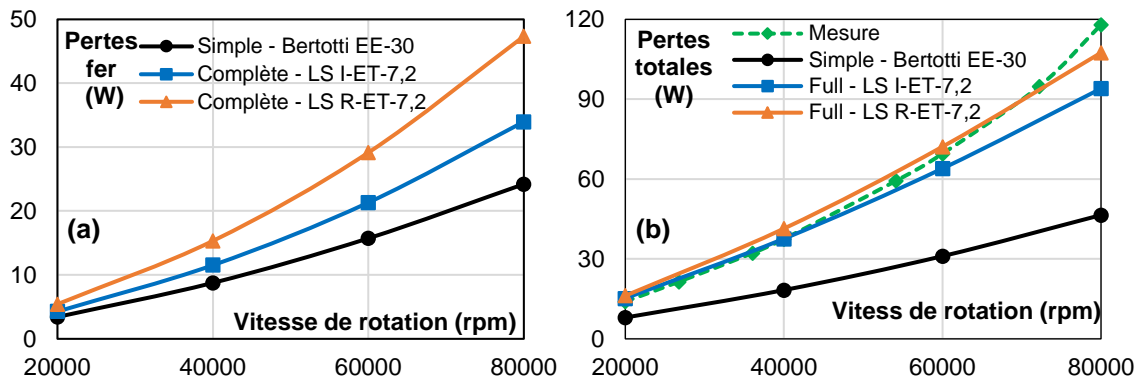 50
40
30
20
10
0
Pertes
fer
(W)
Simple - Bertotti EE-30
Complète - LS I-ET-7,2
Complète - LS R-ET-7,2
(a)
Vitesse de rotation (rpm)
20000 40000 60000 80000
120
90
60
30
0
Pertes
totales
(W)
Mesure
Simple - Bertotti EE-30
Full - LS I-ET-7,2
Full - LS R-ET-7,2
(b)
Vitess de rotation (rpm)
20000 40000 60000 80000